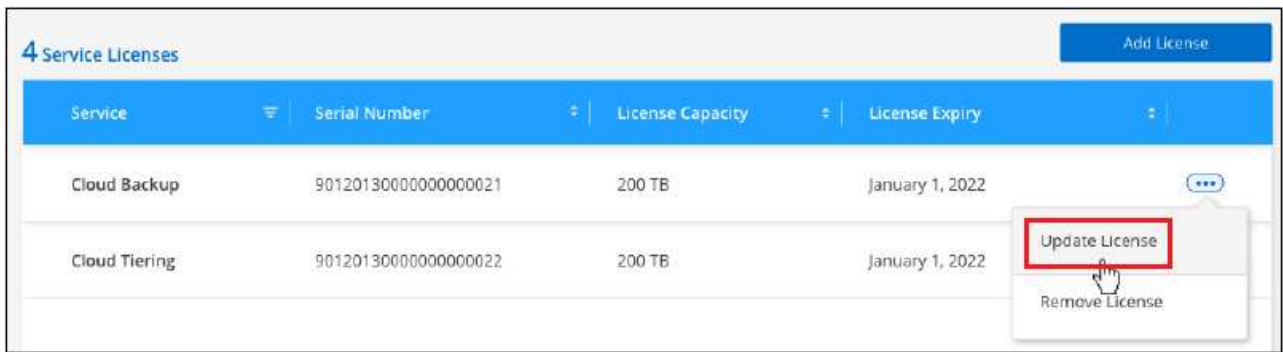 4 Service Licenses
Add License
Service Serial Number License Capacity License Expiry
Cloud Backup 90120130000000000021 200 TB January 1, 2022
Update License
Cloud Tiering 90120130000000000022 200 TB January 1, 2022
Remove License